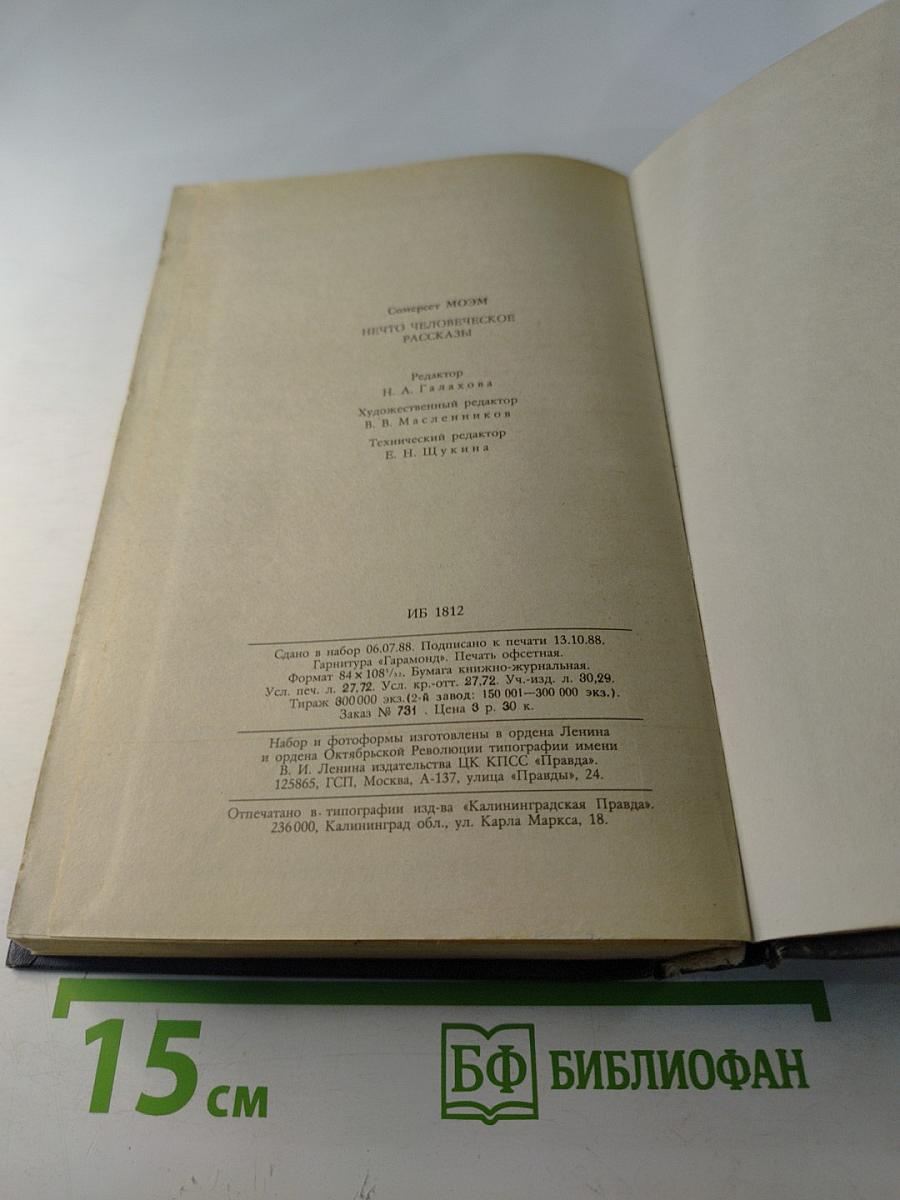 Сомерсет МОЭМ
НЕЧТО ЧЕЛОВЕЧЕСКОЕ
РАССКАЗЫ
Редактор
Н. А. Галахова
Художественный редактор
В. В. Масленников
Технический редактор
Е. Н. Щукина
ИБ 1812
Сдано в набор 06.07.88. Подписано к печати 13.10.88.
Гарнитура «Гарамонд». Печать офсетная.
Формат 84×108¹/₃₂. Бумага книжно-журнальная.
Усл. печ. л. 27,72. Усл. кр.-отт. 27,72. Уч.-изд. л. 30,29.
Тираж 300 000 экз.(2-й завод: 150 001—300 000 экз.).
Заказ № 731 . Цена 3 р. 30 к.
Набор и фотоформы изготовлены в ордена Ленина
и ордена Октябрьской Революции типографии имени
В. И. Ленина издательства ЦК КПСС «Правда».
125865, ГСП, Москва, А-137, улица «Правды», 24.
Отпечатано в типографии изд-ва «Калининградская Правда».
236000, Калининград обл., ул. Карла Маркса, 18.
15 см
БФ БИБЛИОФАН